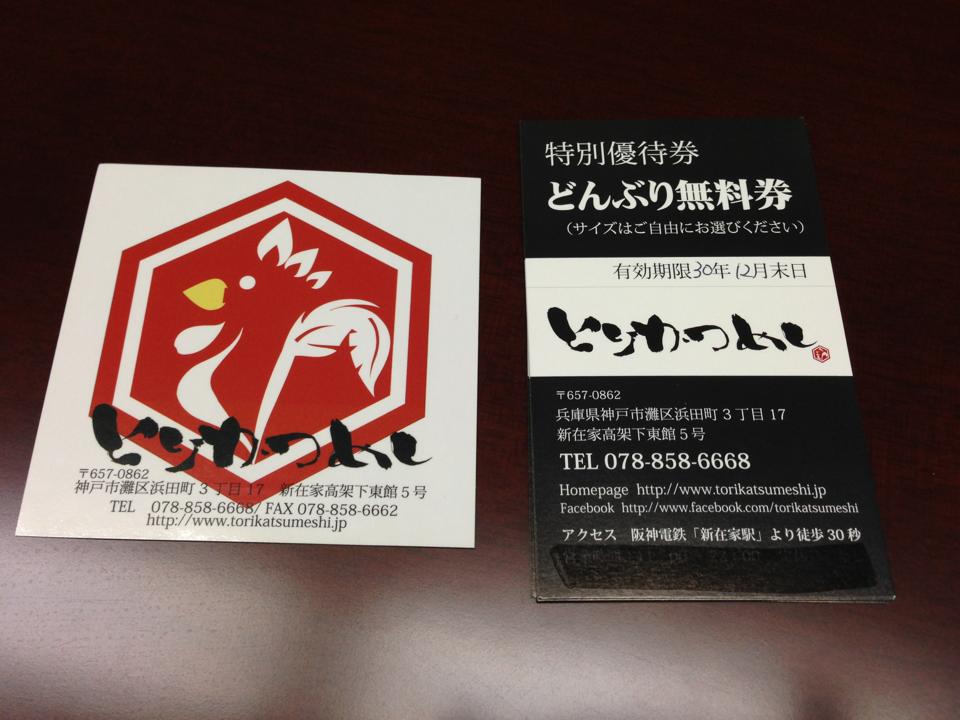 とりかつめし
〒657-0862
神戸市灘区浜田町3丁目17 新在家高架下東館5号
TEL 078-858-6668/ FAX 078-858-6662
http://www.torikatsumeshi.jp
特別優待券
どんぶり無料券
(サイズはご自由にお選びください)
有効期限30年12月末日
とりかつめし
〒657-0862
兵庫県神戸市灘区浜田町3丁目17
新在家高架下東館5号
TEL 078-858-6668
Homepage http://www.torikatsumeshi.jp
Facebook http://www.facebook.com/torikatsumeshi
アクセス 阪神電鉄「新在家駅」より徒歩30秒